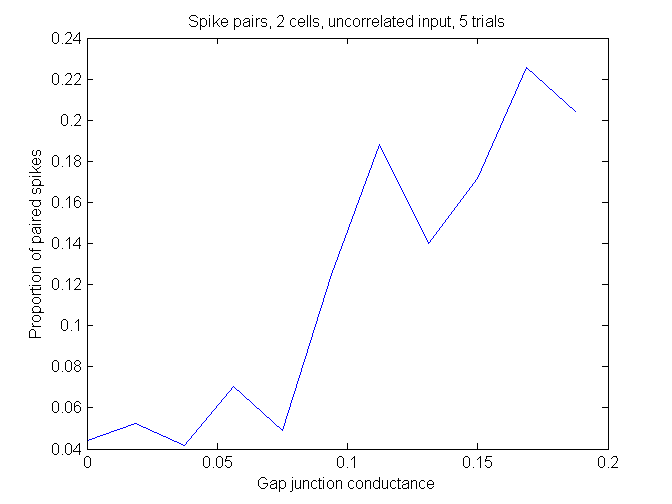 Spike pairs, 2 cells, uncorrelated input, 5 trials
0.24
0.22
0.2
0.18
0.16
0.14
0.12
0.1
0.08
0.06
0.04
Proportion of paired spikes
0 0.05 0.1 0.15 0.2
Gap junction conductance